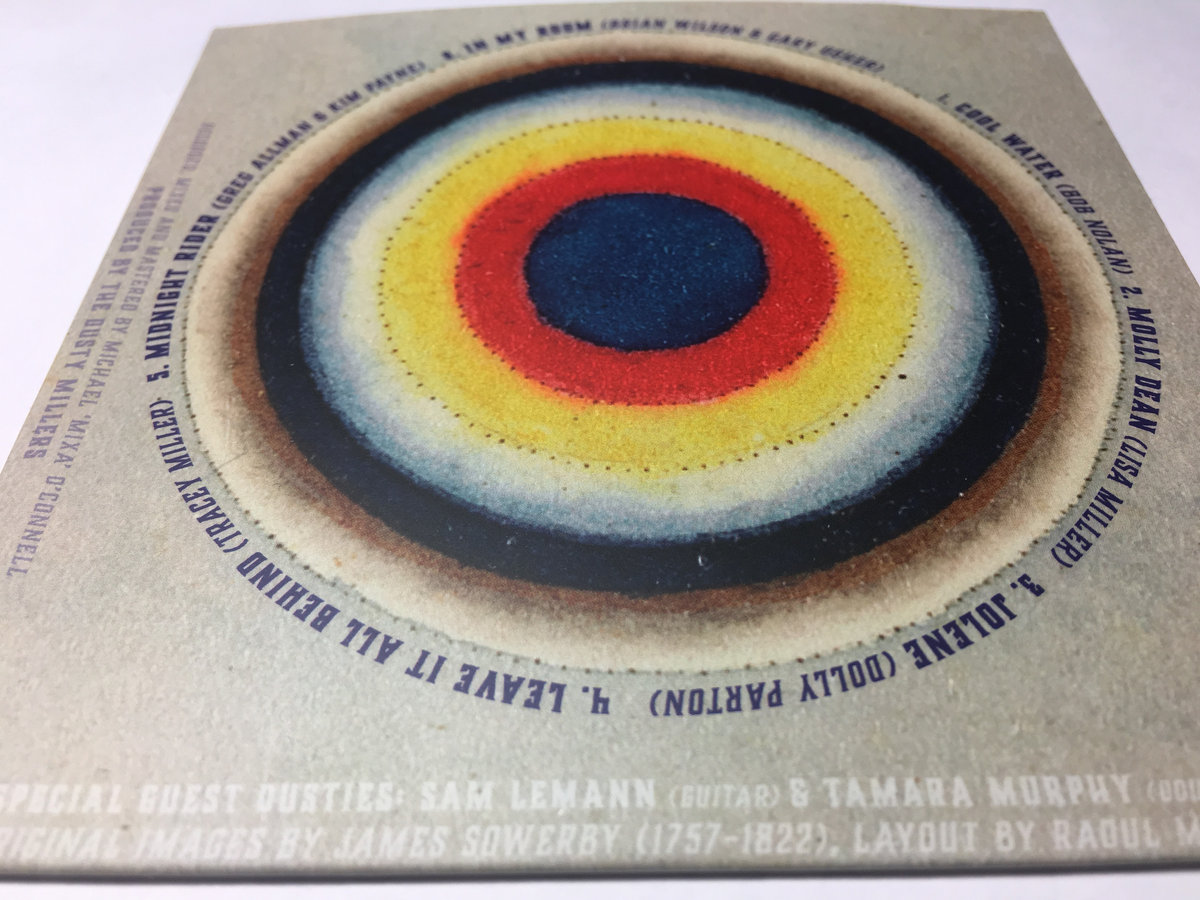 1. COOL WATER (BOB NOLAN)
2. MOLLY DEAN (LISA MILLER)
3. JOLENE (DOLLY PARTON)
4. LEAVE IT ALL BEHIND (TRACEY MILLER)
5. MIDNIGHT RIDER (GREG ALLMAN & KIM PAYNE)
6. IN MY ROOM (BRIAN WILSON & GARY USHER)
PRODUCED BY THE DUSTY MILLERS
MIXED AND MASTERED BY MICHAEL 'MIXA' O'CONNELL
SPECIAL GUEST DUSTIES: SAM LEMANN (GUITAR) & TAMARA MURPHY
ORIGINAL IMAGES BY JAMES SOWERBY (1757-1822). LAYOUT BY RAOUL